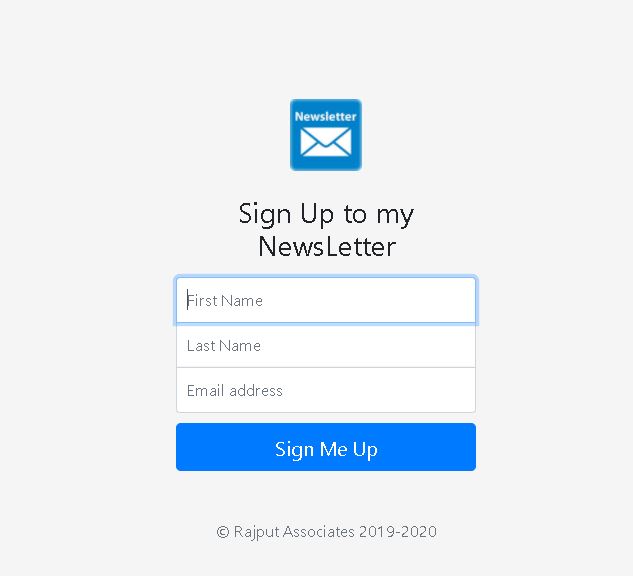 Newsletter
Sign Up to my
NewsLetter
First Name
Last Name
Email address
Sign Me Up
© Rajput Associates 2019-2020